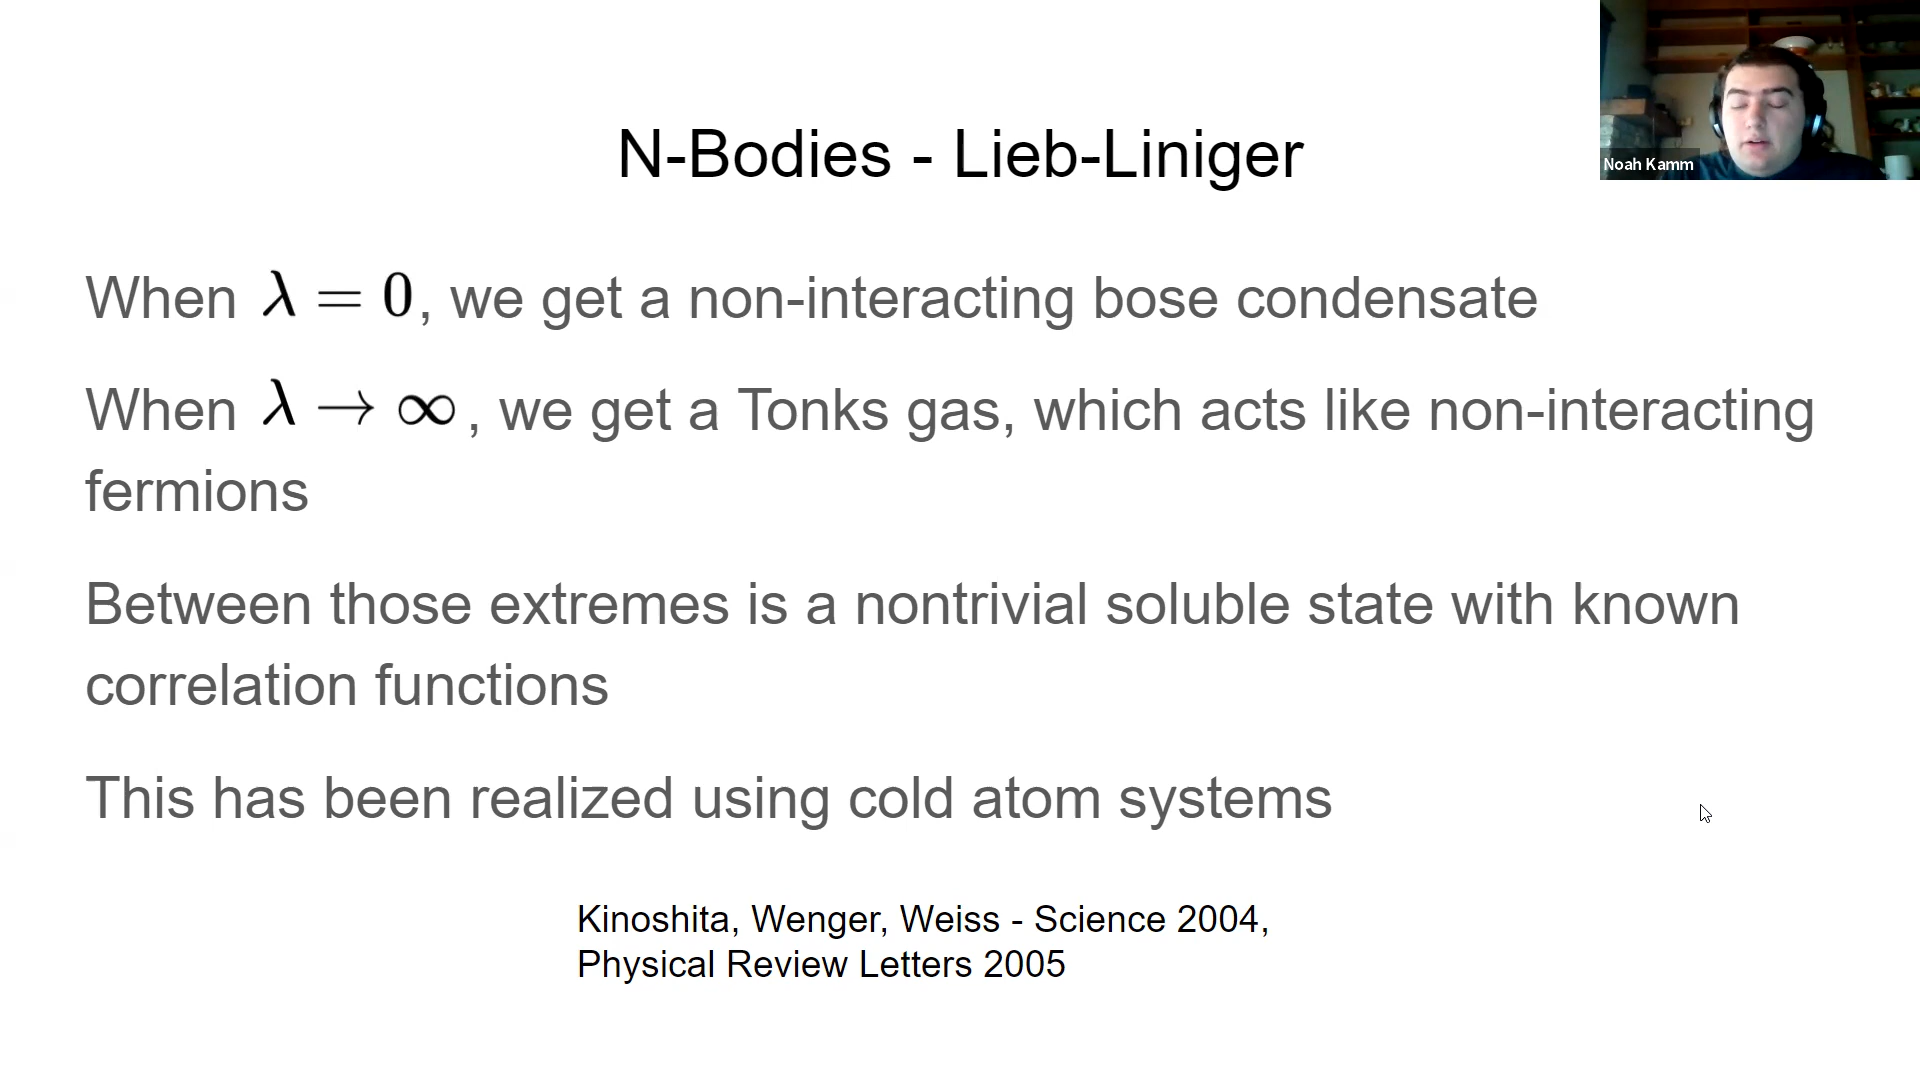 N-Bodies - Lieb-Liniger
Noah Kamm
When λ = 0, we get a non-interacting bose condensate
When λ → ∞, we get a Tonks gas, which acts like non-interacting
fermions
Between those extremes is a nontrivial soluble state with known
correlation functions
This has been realized using cold atom systems
Kinoshita, Wenger, Weiss - Science 2004,
Physical Review Letters 2005